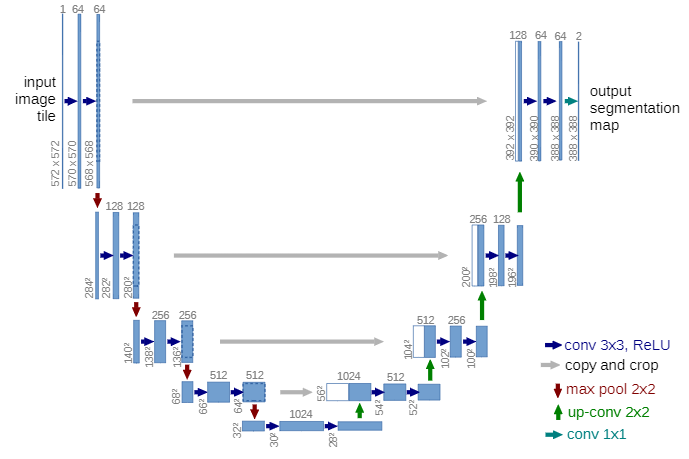 1 64 64
128 64 64 2
input
image
tile
output
segmentation
map
572 x 572
570 x 570
568 x 568
392 x 392
390 x 390
388 x 388
388 x 388
128 128
256 128
284²
282²
280²
200²
198²
196²
256 256
512 256
140²
138²
136²
104²
102²
100²
512 512
1024 512
68²
66²
64²
56²
54²
52²
1024
32²
30²
28²
conv 3x3, ReLU
copy and crop
max pool 2x2
up-conv 2x2
conv 1x1